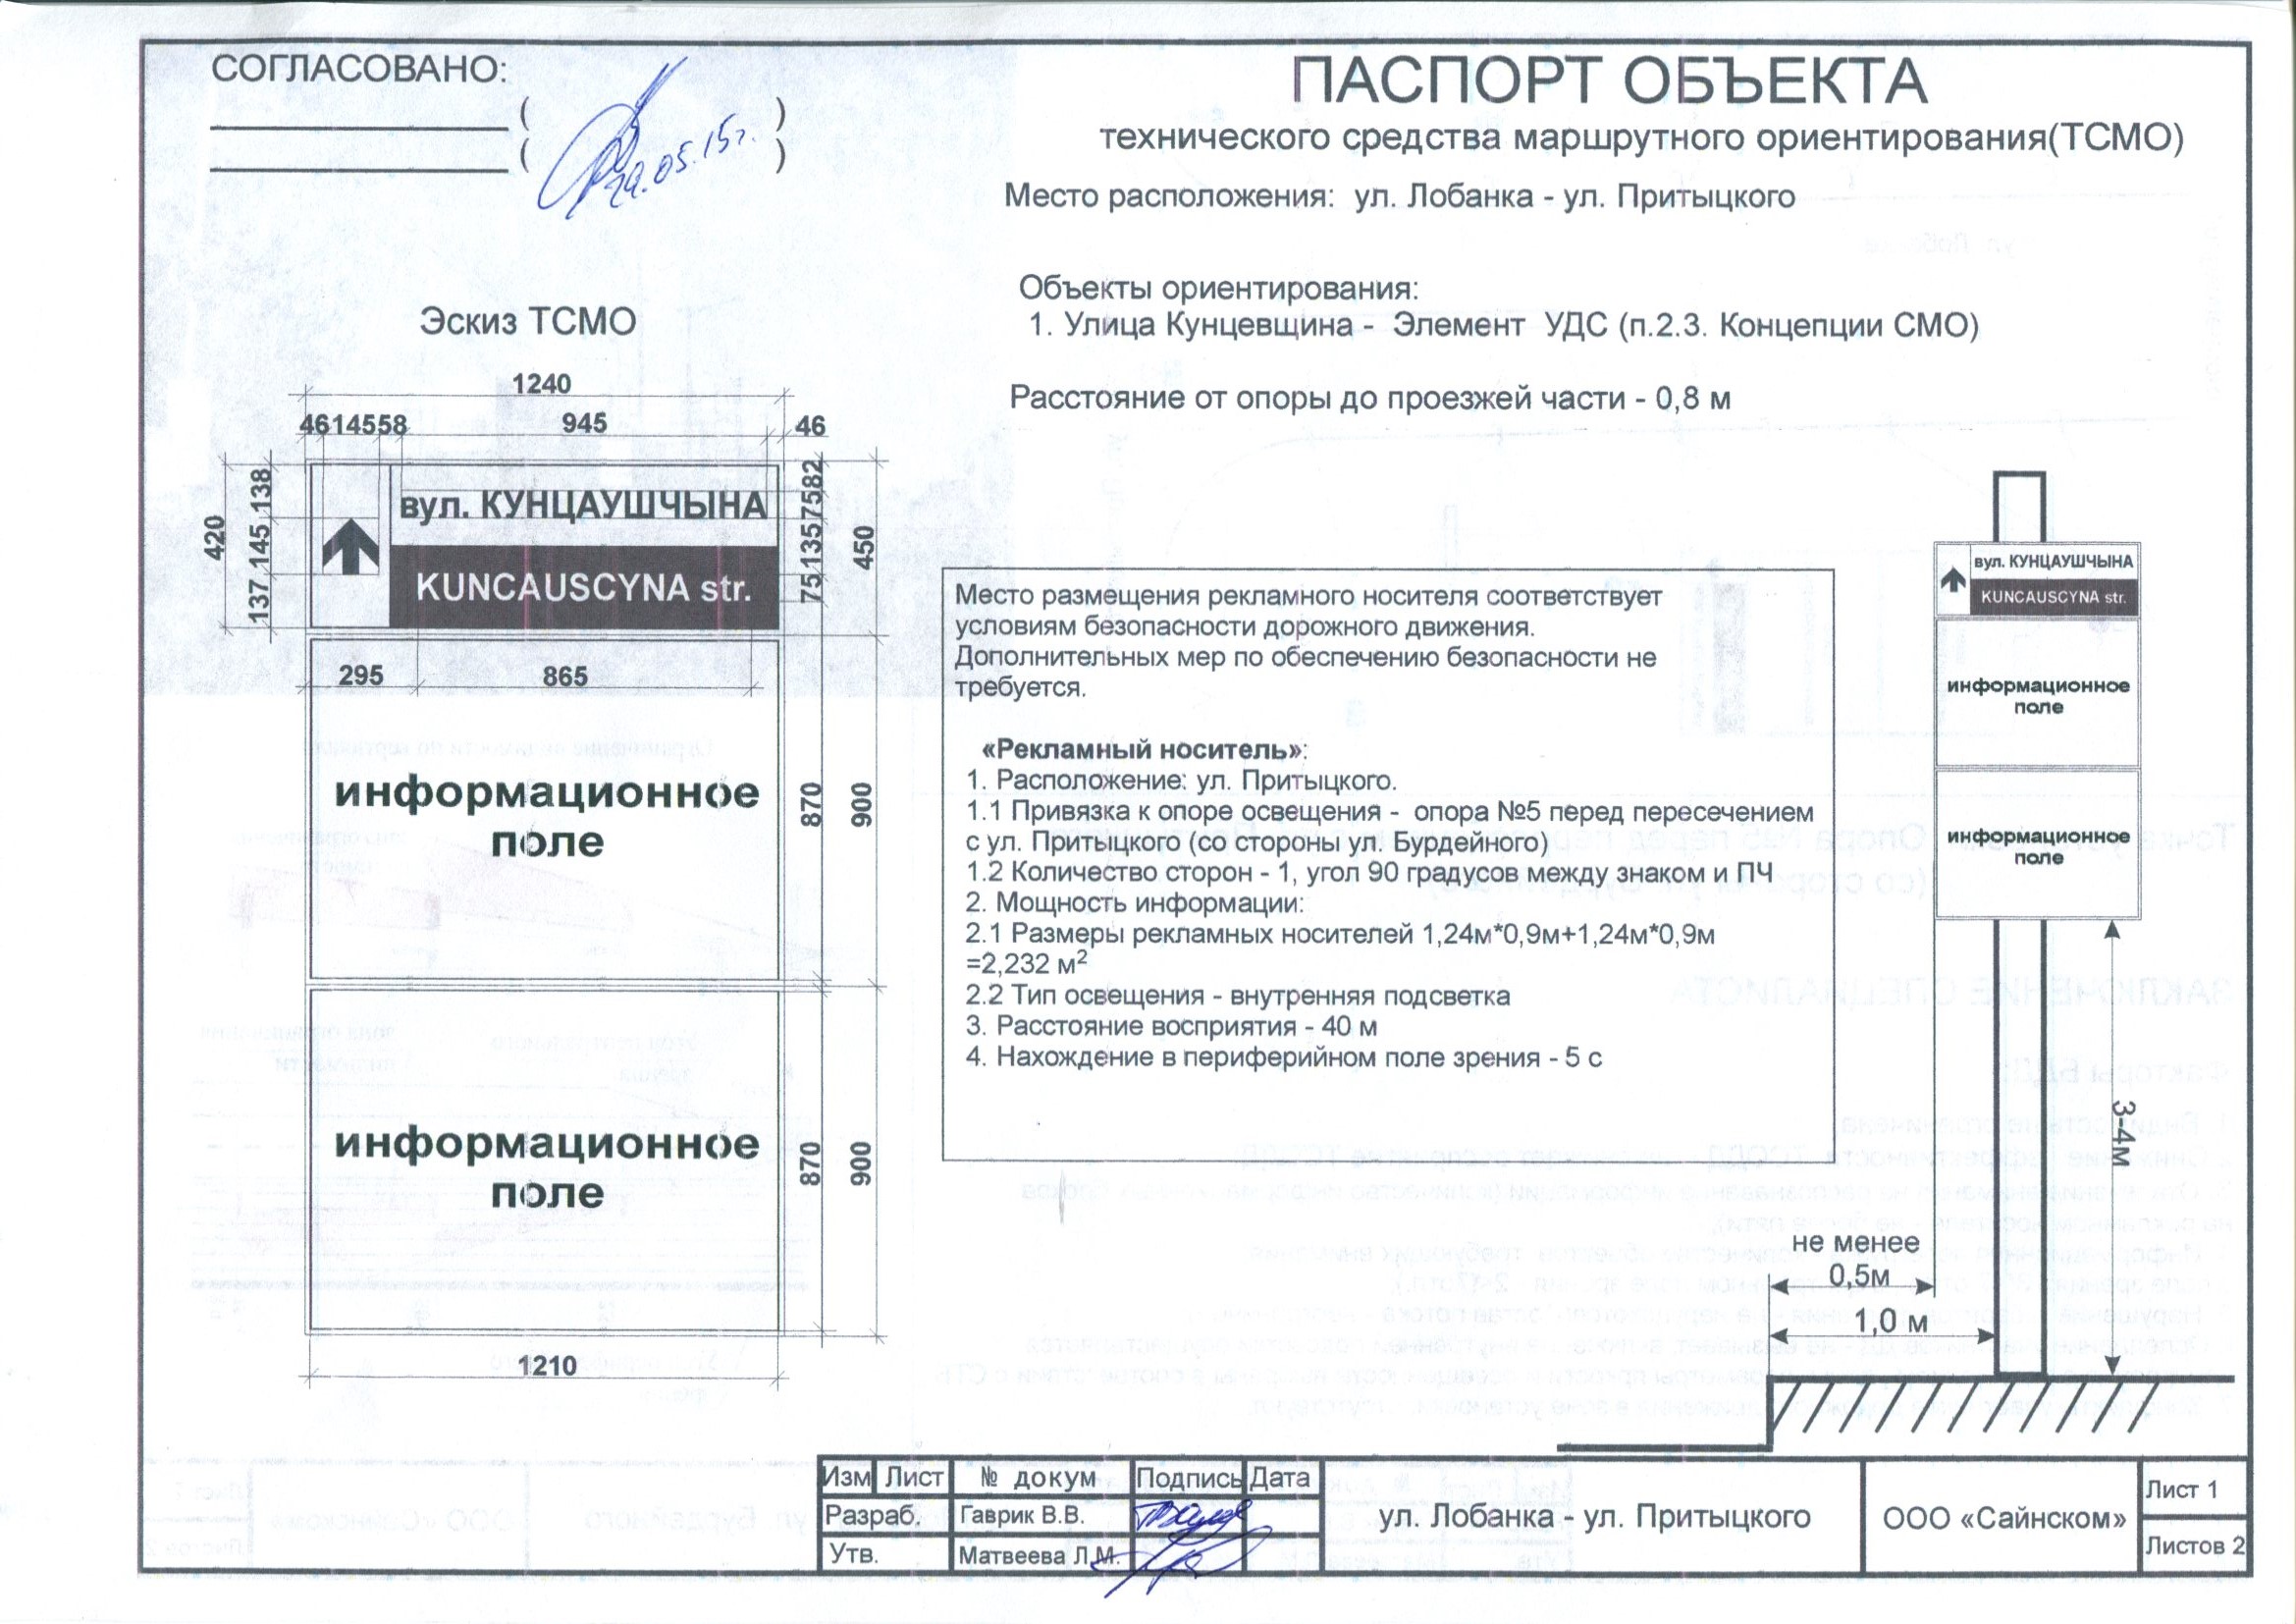 СОГЛАСОВАНО:
( )
( )
29.05.15г.
ПАСПОРТ ОБЪЕКТА
технического средства маршрутного ориентирования(ТСМО)
Место расположения: ул. Лобанка - ул. Притыцкого
Объекты ориентирования:
1. Улица Кунцевщина - Элемент УДС (п.2.3. Концепции СМО)
Расстояние от опоры до проезжей части - 0,8 м
Эскиз ТСМО
1240
46 145 58 945 46
420
138
145
137
вул. КУНЦАУШЧЫНА
KUNCAUSCYNA str.
82
75
135
75
450
295 865
информационное
поле
870
900
информационное
поле
870
900
1210
Место размещения рекламного носителя соответствует
условиям безопасности дорожного движения.
Дополнительных мер по обеспечению безопасности не
требуется.
«Рекламный носитель»:
1. Расположение: ул. Притыцкого.
1.1 Привязка к опоре освещения - опора №5 перед пересечением
с ул. Притыцкого (со стороны ул. Бурдейного)
1.2 Количество сторон - 1, угол 90 градусов между знаком и ПЧ
2. Мощность информации:
2.1 Размеры рекламных носителей 1,24м*0,9м+1,24м*0,9м
=2,232 м²
2.2 Тип освещения - внутренняя подсветка
3. Расстояние восприятия - 40 м
4. Нахождение в периферийном поле зрения - 5 с
вул. КУНЦАУШЧЫНА
KUNCAUSCYNA str.
информационное
поле
информационное
поле
3-4м
не менее
0,5м
1,0 м
Изм Лист № докум Подпись Дата
Разраб. Гаврик В.В.
Утв. Матвеева Л.М.
ул. Лобанка - ул. Притыцкого
ООО «Сайнском»
Лист 1
Листов 2